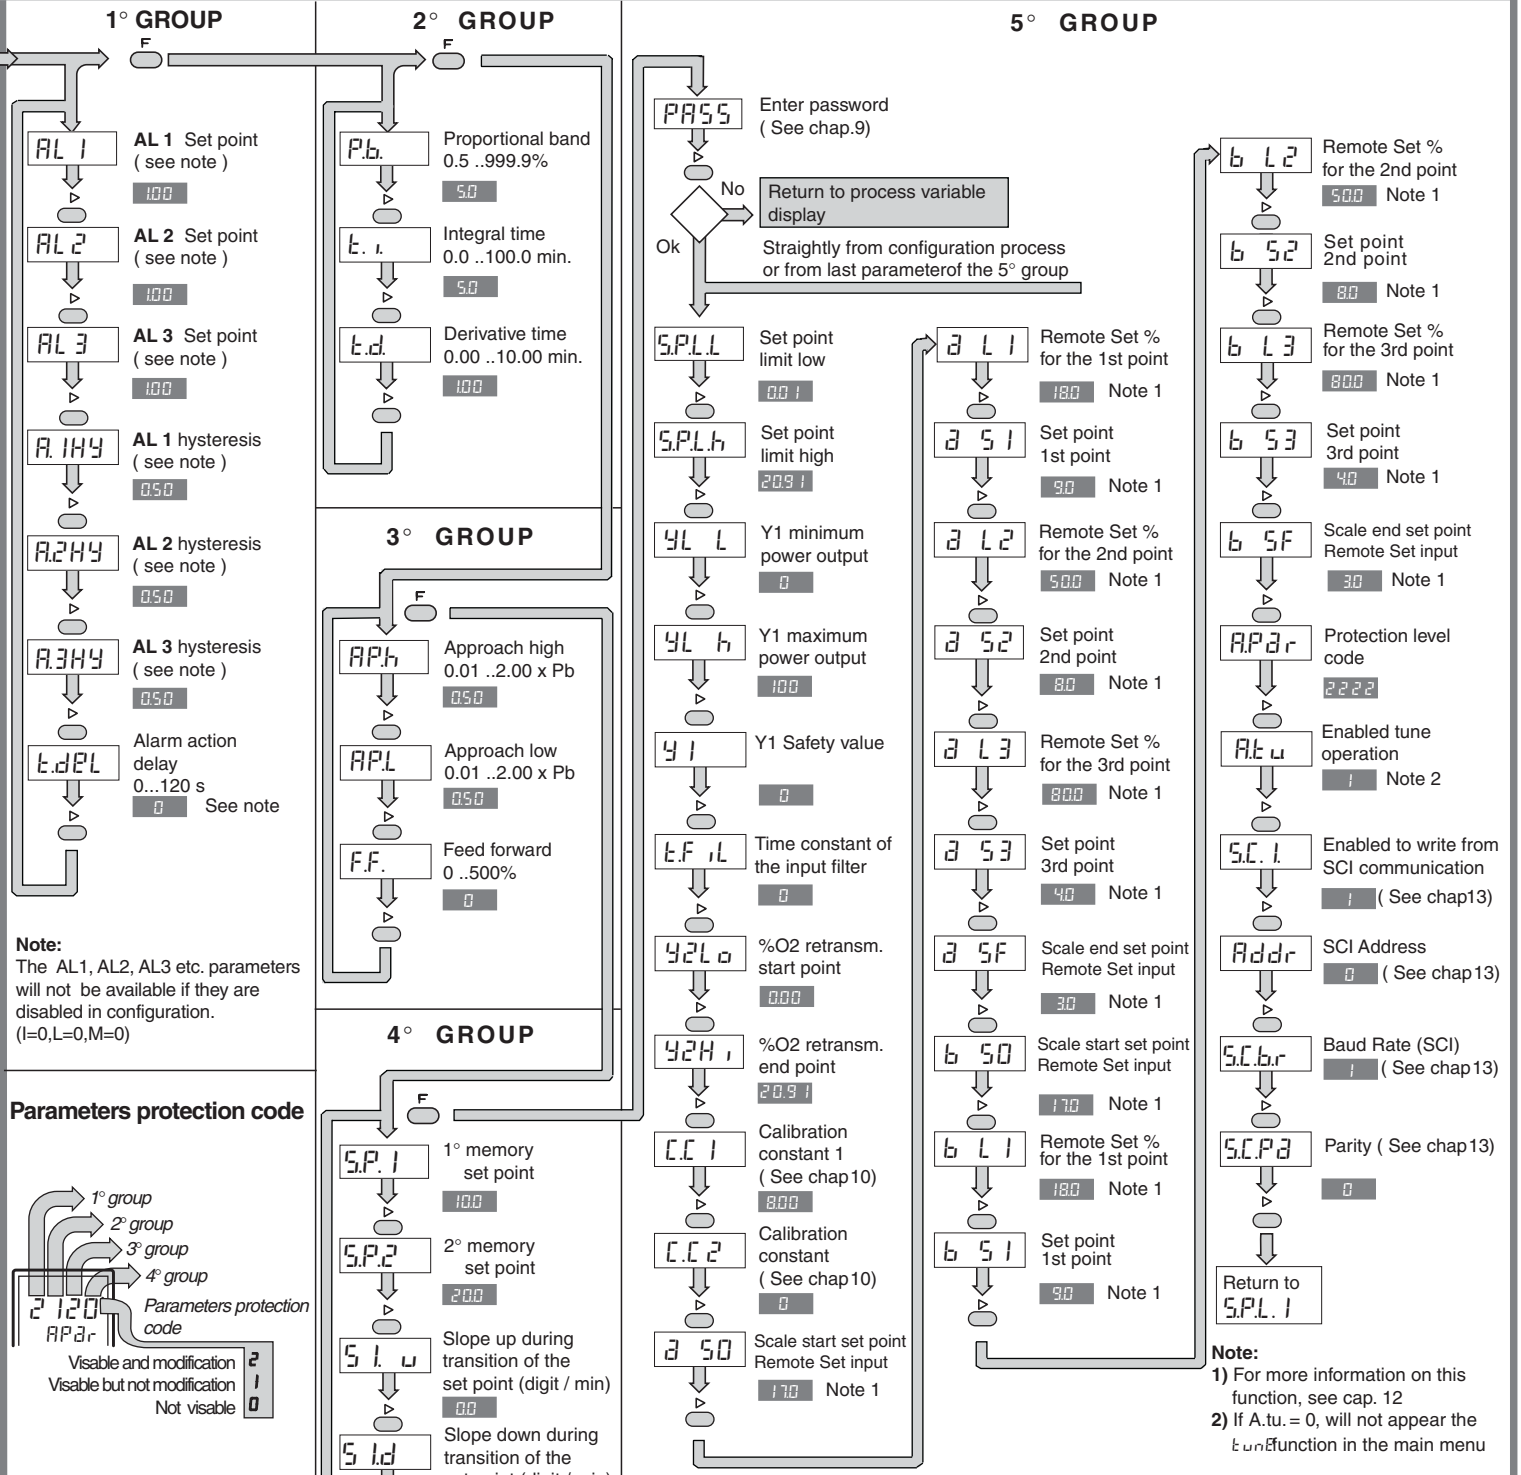 1° GROUP
F
AL 1
AL 1 Set point
( see note )
1.00
AL 2
AL 2 Set point
( see note )
1.00
AL 3
AL 3 Set point
( see note )
1.00
A.1HY
AL 1 hysteresis
( see note )
0.50
A.2HY
AL 2 hysteresis
( see note )
0.50
A.3HY
AL 3 hysteresis
( see note )
0.50
t.dEL
Alarm action
delay
0...120 s
0 See note
Note:
The AL1, AL2, AL3 etc. parameters
will not be available if they are
disabled in configuration.
(I=0,L=0,M=0)
Parameters protection code
1° group
2° group
3° group
4° group
2120
APar
Parameters protection
code
Visable and modification 2
Visable but not modification 1
Not visable 0
2° GROUP
F
P.b.
Proportional band
0.5 ..999.9%
5.0
t. i.
Integral time
0.0 ..100.0 min.
5.0
t.d.
Derivative time
0.00 ..10.00 min.
1.00
3° GROUP
F
AP.h
Approach high
0.01 ..2.00 x Pb
0.50
AP.L
Approach low
0.01 ..2.00 x Pb
0.50
F.F.
Feed forward
0 ..500%
0
4° GROUP
F
S.P. 1
1° memory
set point
10.0
S.P.2
2° memory
set point
20.0
S l. u
Slope up during
transition of the
set point (digit / min)
0.0
S l.d
Slope down during
transition of the
set point (digit / min)
5° GROUP
PASS
Enter password
( See chap.9)
No
Return to process variable
display
Ok
Straightly from configuration process
or from last parameterof the 5° group
S.P.L.L
Set point
limit low
0.01
S.P.L.h
Set point
limit high
20.91
YL L
Y1 minimum
power output
0
YL h
Y1 maximum
power output
100
Y1
Y1 Safety value
0
t.F iL
Time constant of
the input filter
0
Y2Lo
%O2 retransm.
start point
0.00
Y2H i
%O2 retransm.
end point
20.91
C.C 1
Calibration
constant 1
( See chap10)
8.00
C.C 2
Calibration
constant
( See chap10)
0
a S0
Scale start set point
Remote Set input
17.0 Note 1
a L1
Remote Set %
for the 1st point
18.0 Note 1
a S1
Set point
1st point
9.0 Note 1
a L2
Remote Set %
for the 2nd point
50.0 Note 1
a S2
Set point
2nd point
8.0 Note 1
a L3
Remote Set %
for the 3rd point
80.0 Note 1
a S3
Set point
3rd point
4.0 Note 1
a SF
Scale end set point
Remote Set input
3.0 Note 1
b S0
Scale start set point
Remote Set input
17.0 Note 1
b L1
Remote Set %
for the 1st point
18.0 Note 1
b S1
Set point
1st point
9.0 Note 1
b L2
Remote Set %
for the 2nd point
50.0 Note 1
b S2
Set point
2nd point
8.0 Note 1
b L3
Remote Set %
for the 3rd point
80.0 Note 1
b S3
Set point
3rd point
4.0 Note 1
b SF
Scale end set point
Remote Set input
3.0 Note 1
A.Par
Protection level
code
2222
A.t u
Enabled tune
operation
1 Note 2
S.C. I.
Enabled to write from
SCI communication
1 ( See chap13)
Addr
SCI Address
0 ( See chap13)
S.C.b.r
Baud Rate (SCI)
1 ( See chap13)
S.C.Pa
Parity ( See chap13)
0
Return to
S.P.L. 1
Note:
1) For more information on this
function, see cap. 12
2) If A.tu. = 0, will not appear the
tunE function in the main menu